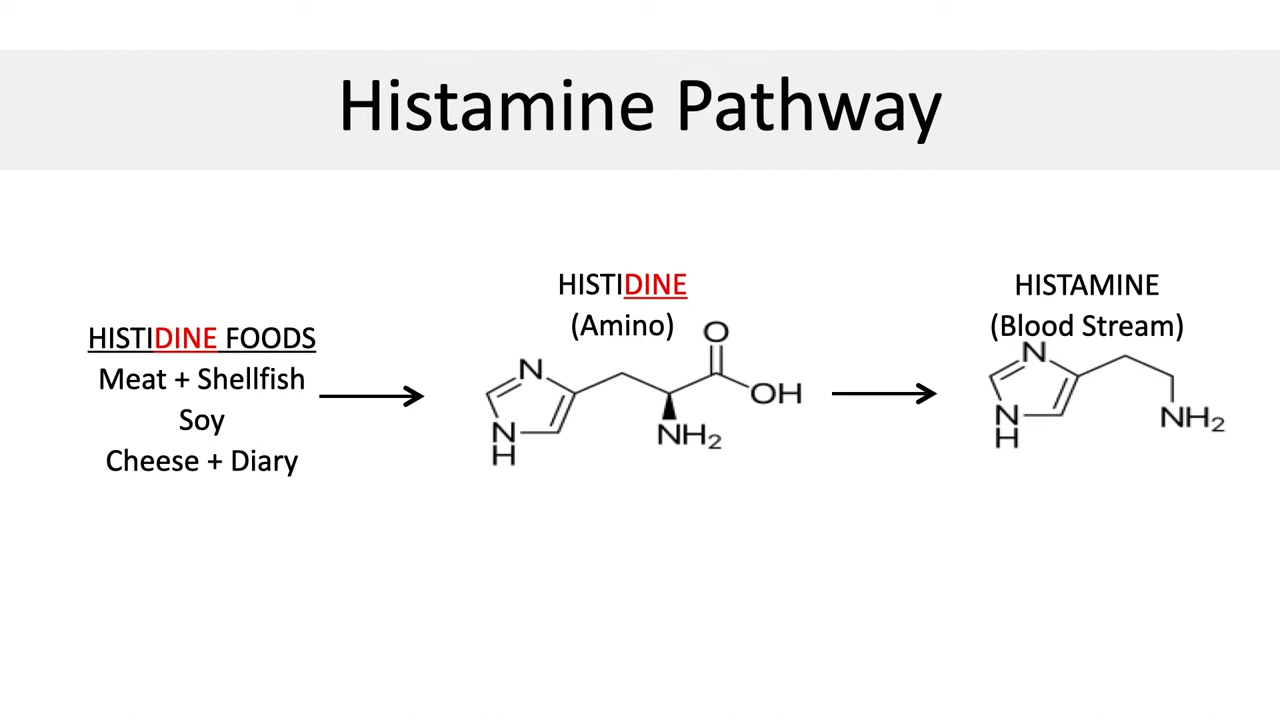 Histamine Pathway
HISTIDINE FOODS
Meat + Shellfish
Soy
Cheese + Diary
HISTIDINE
(Amino)
N
N
H
O
OH
NH₂
HISTAMINE
(Blood Stream)
N
N
H
NH₂